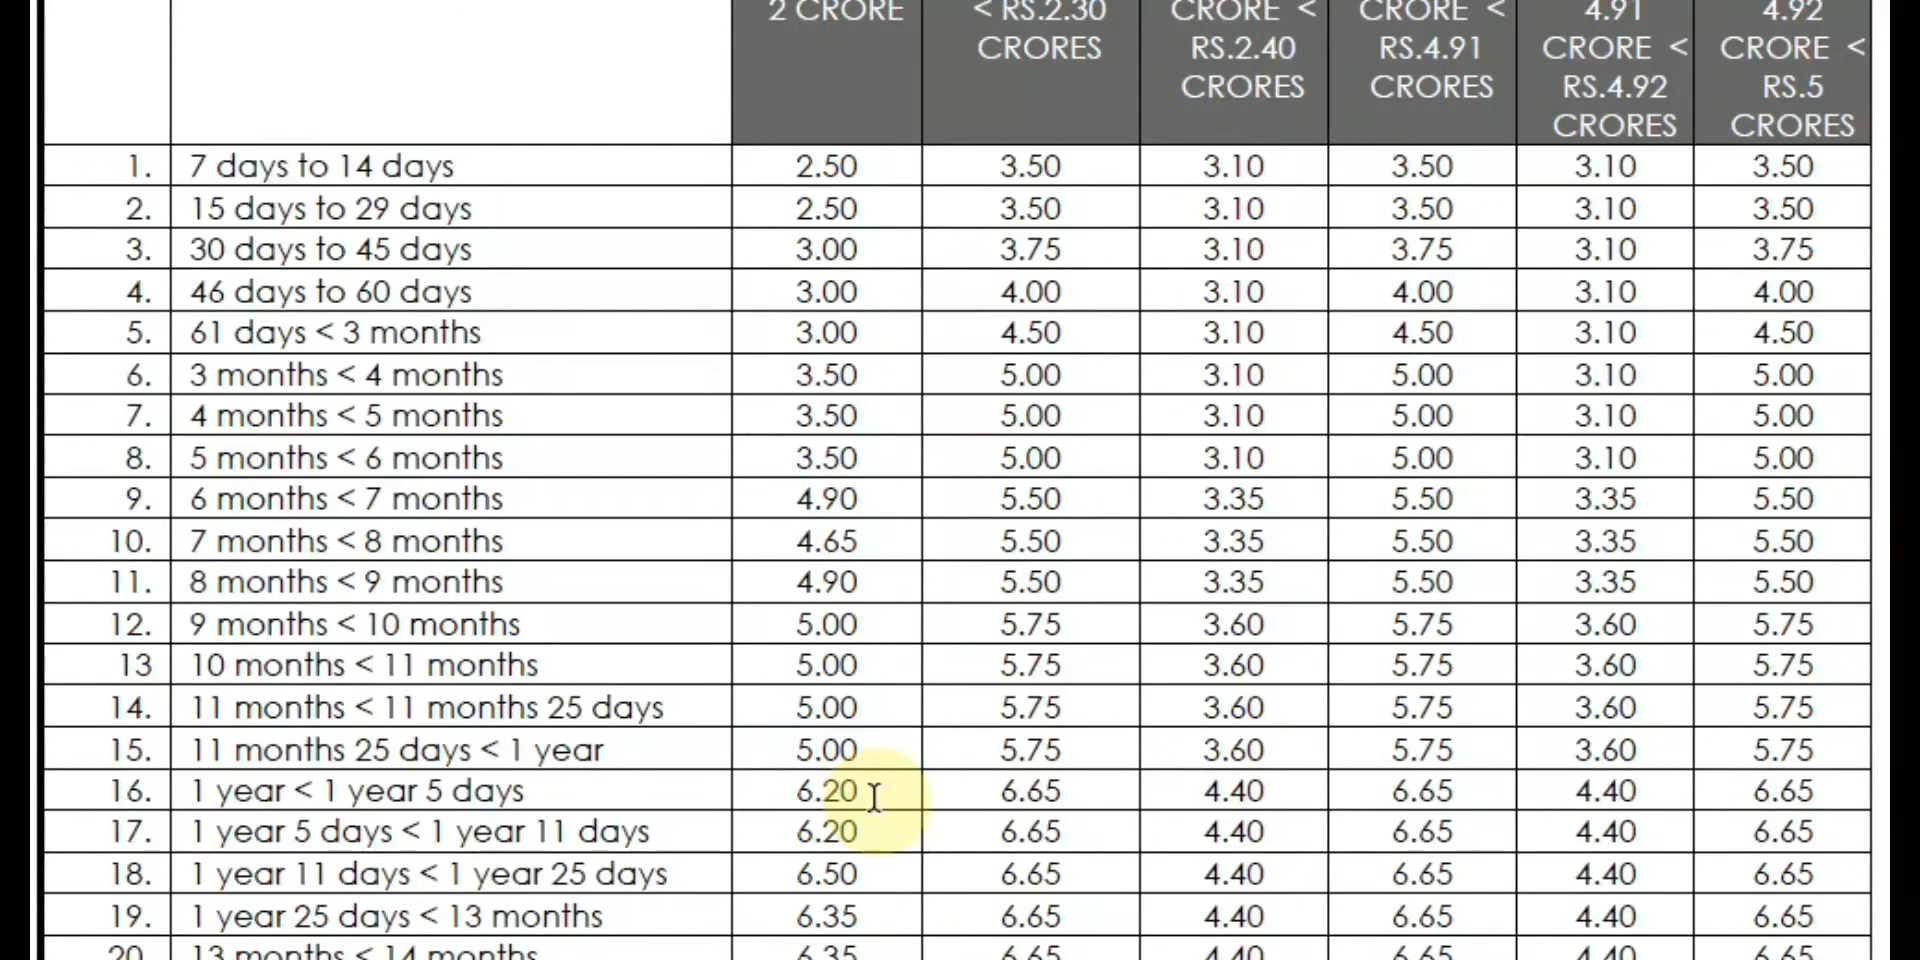 2 CRORE < RS.2.30 CRORES CRORE < RS.2.40 CRORES CRORE < RS.4.91 CRORES 4.91 CRORE < RS.4.92 CRORES 4.92 CRORE < RS.5 CRORES
1. 7 days to 14 days 2.50 3.50 3.10 3.50 3.10 3.50
2. 15 days to 29 days 2.50 3.50 3.10 3.50 3.10 3.50
3. 30 days to 45 days 3.00 3.75 3.10 3.75 3.10 3.75
4. 46 days to 60 days 3.00 4.00 3.10 4.00 3.10 4.00
5. 61 days < 3 months 3.00 4.50 3.10 4.50 3.10 4.50
6. 3 months < 4 months 3.50 5.00 3.10 5.00 3.10 5.00
7. 4 months < 5 months 3.50 5.00 3.10 5.00 3.10 5.00
8. 5 months < 6 months 3.50 5.00 3.10 5.00 3.10 5.00
9. 6 months < 7 months 4.90 5.50 3.35 5.50 3.35 5.50
10. 7 months < 8 months 4.65 5.50 3.35 5.50 3.35 5.50
11. 8 months < 9 months 4.90 5.50 3.35 5.50 3.35 5.50
12. 9 months < 10 months 5.00 5.75 3.60 5.75 3.60 5.75
13 10 months < 11 months 5.00 5.75 3.60 5.75 3.60 5.75
14. 11 months < 11 months 25 days 5.00 5.75 3.60 5.75 3.60 5.75
15. 11 months 25 days < 1 year 5.00 5.75 3.60 5.75 3.60 5.75
16. 1 year < 1 year 5 days 6.20 6.65 4.40 6.65 4.40 6.65
17. 1 year 5 days < 1 year 11 days 6.20 6.65 4.40 6.65 4.40 6.65
18. 1 year 11 days < 1 year 25 days 6.50 6.65 4.40 6.65 4.40 6.65
19. 1 year 25 days < 13 months 6.35 6.65 4.40 6.65 4.40 6.65
20. 13 months < 14 months 6.35 6.65 4.40 6.65 4.40 6.65